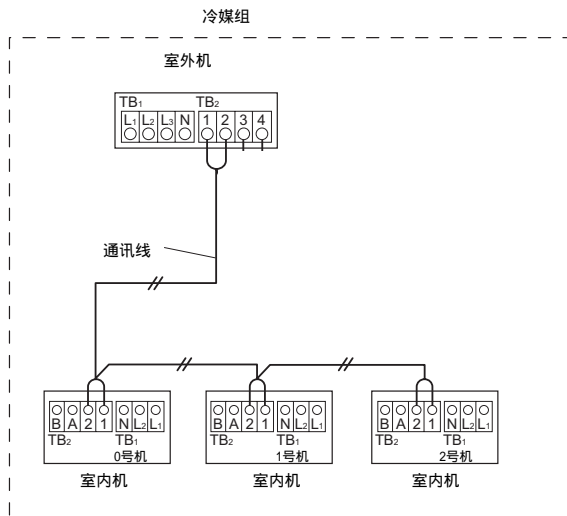 冷媒组
室外机
TB1 TB2
L1 L2 L3 N 1 2 3 4
通讯线
B A 2 1 N L2 L1
TB2 TB1
0号机
室内机
B A 2 1 N L2 L1
TB2 TB1
1号机
室内机
B A 2 1 N L2 L1
TB2 TB1
2号机
室内机